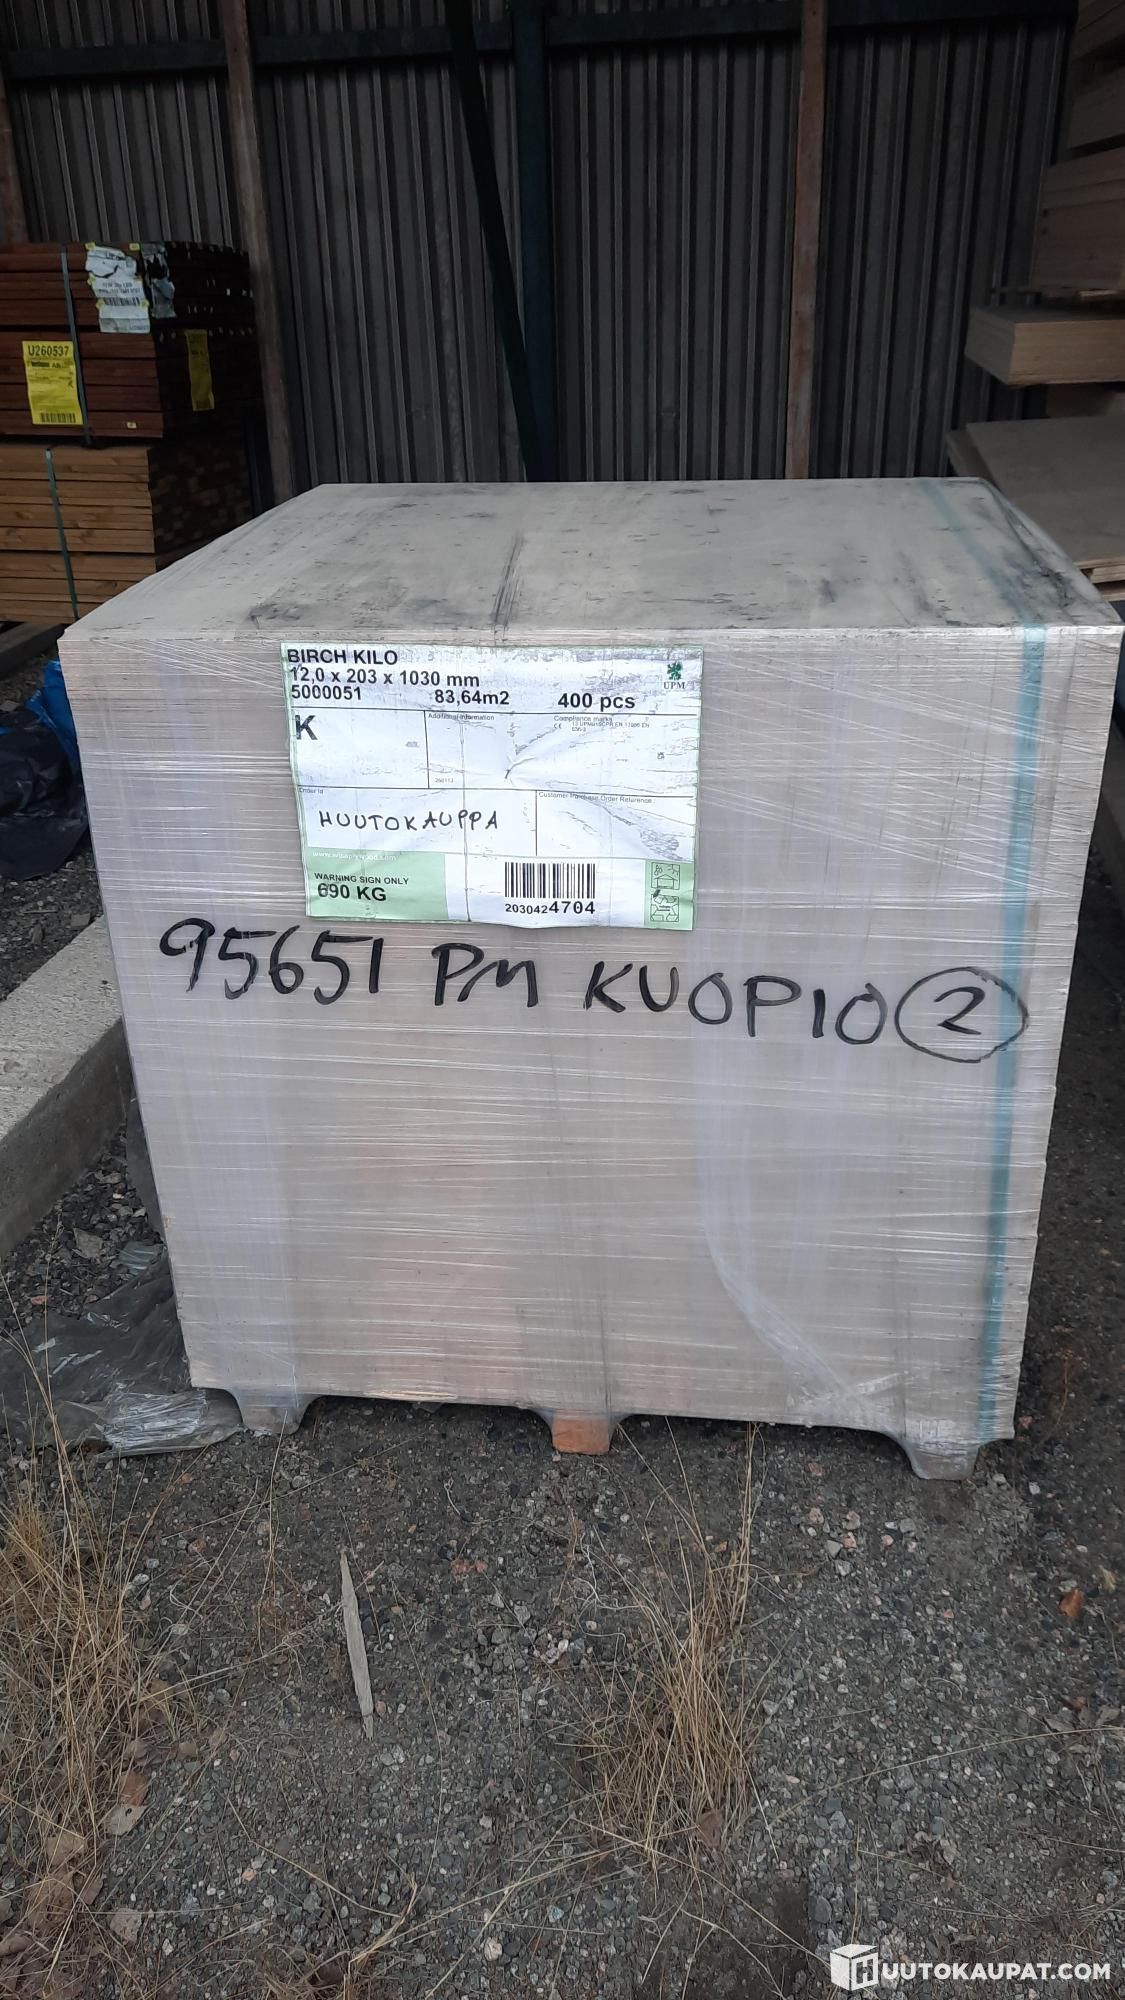 U260537
BIRCH KILO
12,0 x 203 x 1030 mm
5000051 83,64m2 400 pcs
UPM
K
Additional information
Compliance marks
Order Id
Customer Purchase Order Reference
HUUTOKAUPPA
WARNING SIGN ONLY
690 KG
2030424704
95651 PM KUOPIO 2
HUUTOKAUPAT.COM